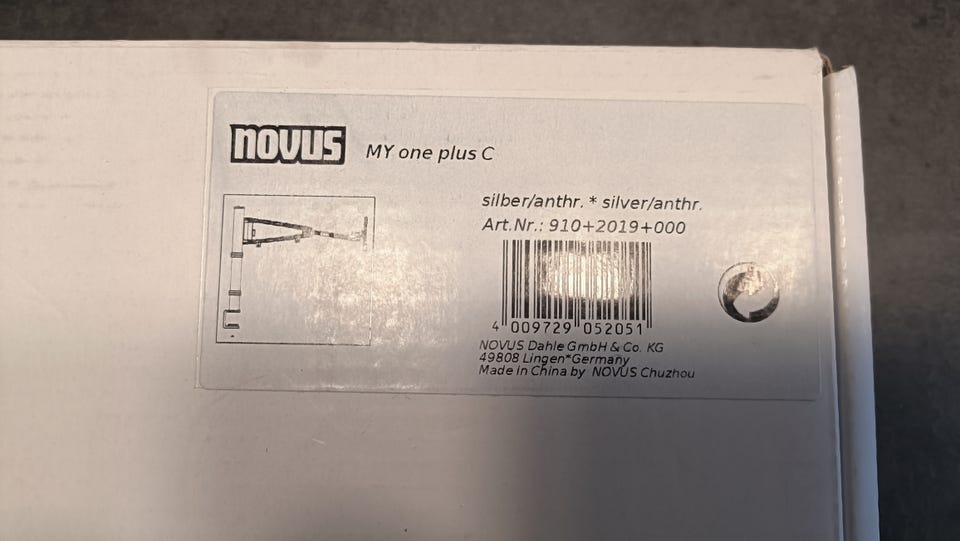 novus MY one plus C
silber/anthr. * silver/anthr.
Art.Nr.: 910+2019+000
4 009729 052051
NOVUS Dahle GmbH & Co. KG
49808 Lingen*Germany
Made in China by NOVUS Chuzhou